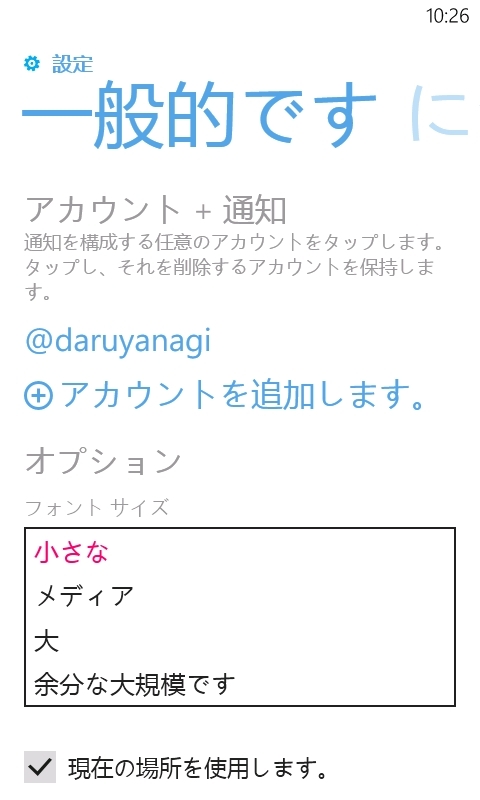 10:26
設定
一般的です に
アカウント + 通知
通知を構成する任意のアカウントをタップします。
タップし、それを削除するアカウントを保持しま
す。
@daruyanagi
アカウントを追加します。
オプション
フォント サイズ
小さな
メディア
大
余分な大規模です
現在の場所を使用します。